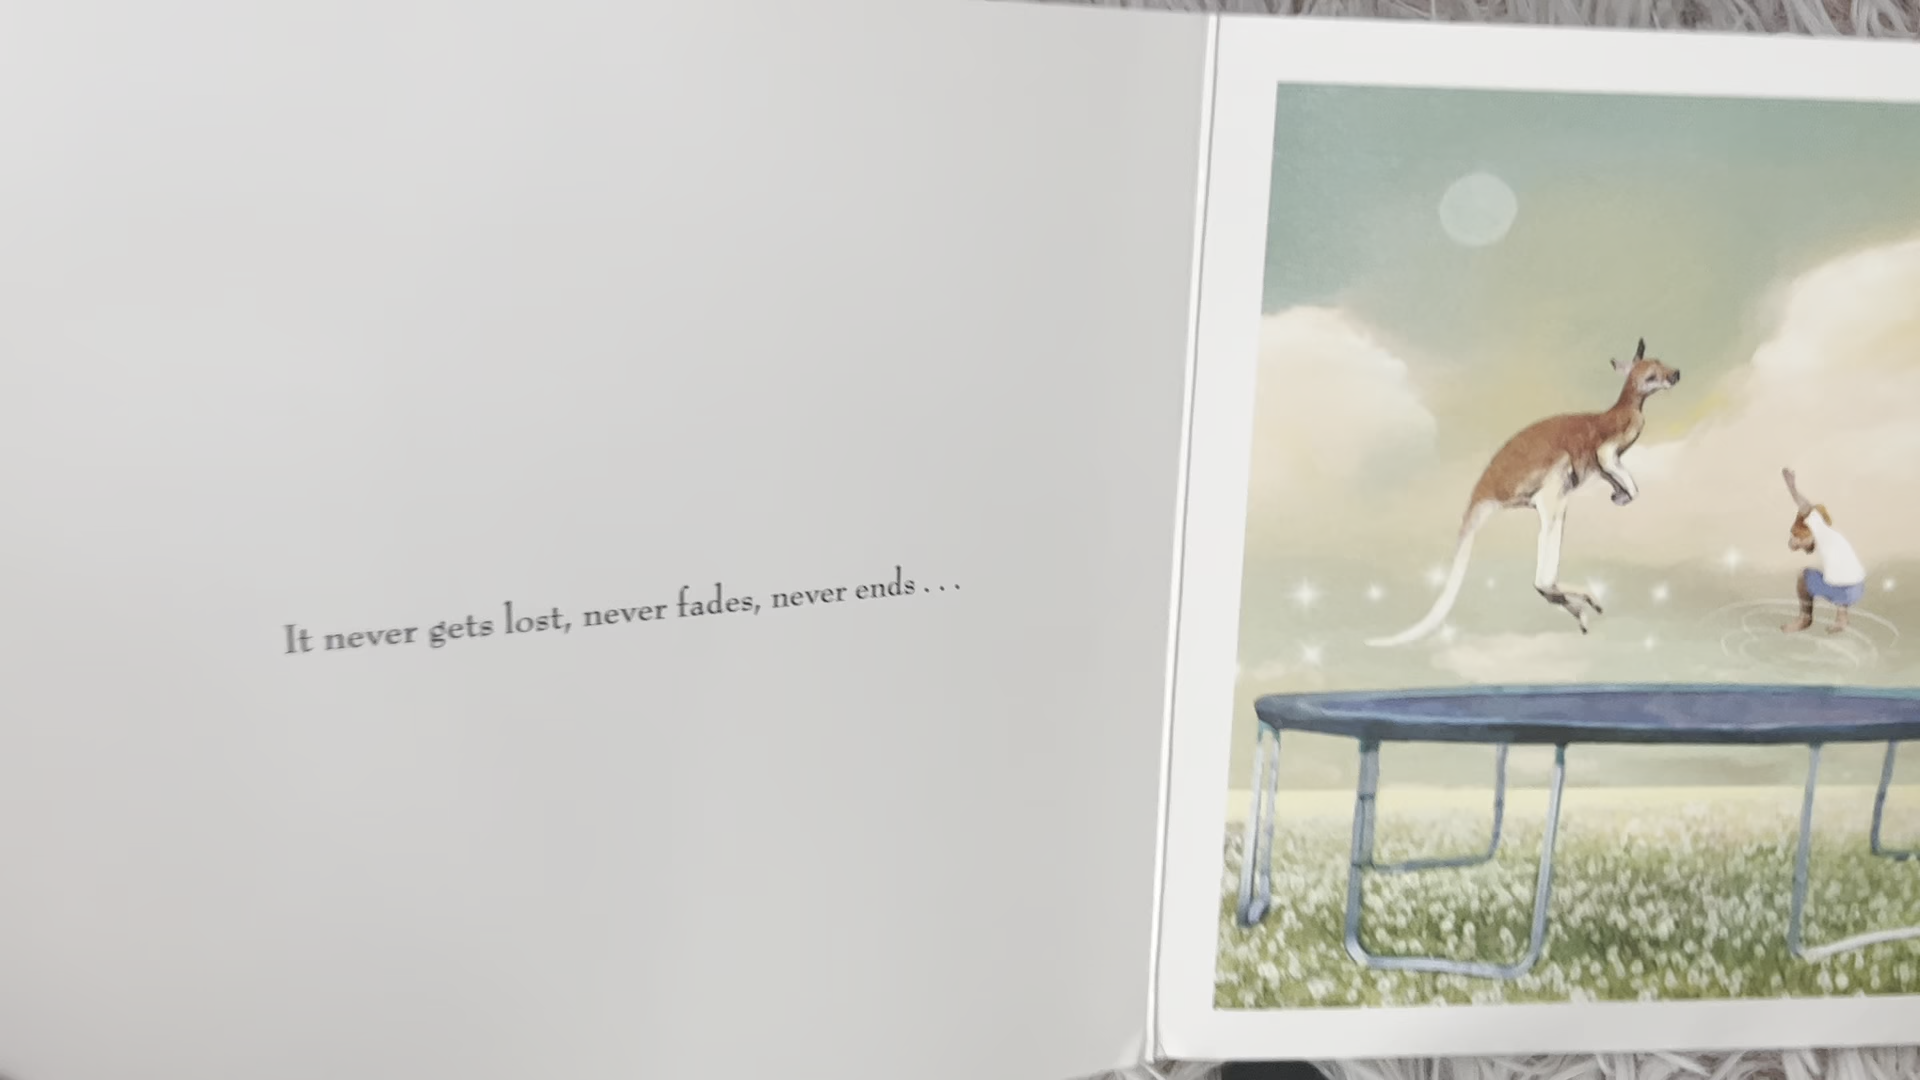 It never gets lost, never fades, never ends . . .